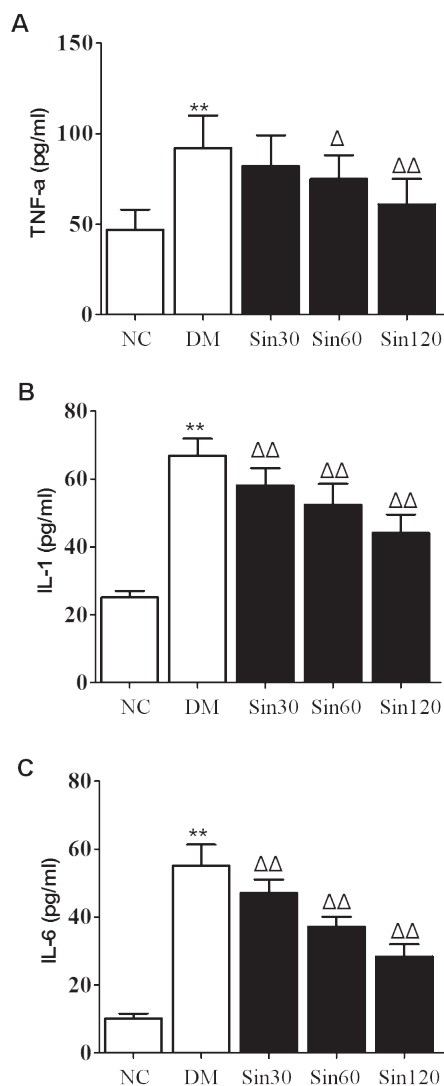 A
TNF-a (pg/ml)
150
100
50
0
**
Δ
ΔΔ
NC DM Sin30 Sin60 Sin120
B
IL-1 (pg/ml)
80
60
40
20
0
**
ΔΔ
ΔΔ
ΔΔ
NC DM Sin30 Sin60 Sin120
C
IL-6 (pg/ml)
80
60
40
20
0
**
ΔΔ
ΔΔ
ΔΔ
NC DM Sin30 Sin60 Sin120